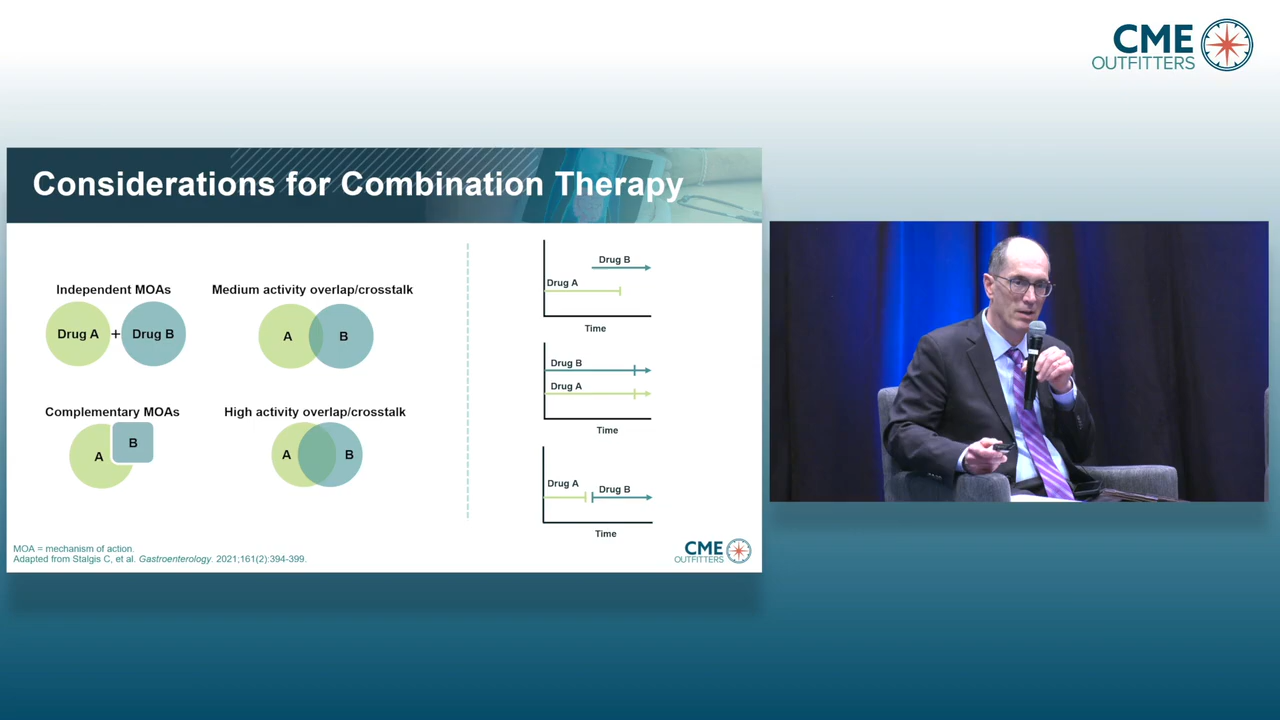 CME
OUTFITTERS
Considerations for Combination Therapy
Independent MOAs
Drug A + Drug B
Medium activity overlap/crosstalk
A B
Complementary MOAs
A B
High activity overlap/crosstalk
A B
Drug B
Drug A
Time
Drug B
Drug A
Time
Drug A
Drug B
Time
MOA = mechanism of action.
Adapted from Stalgis C, et al. Gastroenterology. 2021;161(2):394-399.
CME
OUTFITTERS